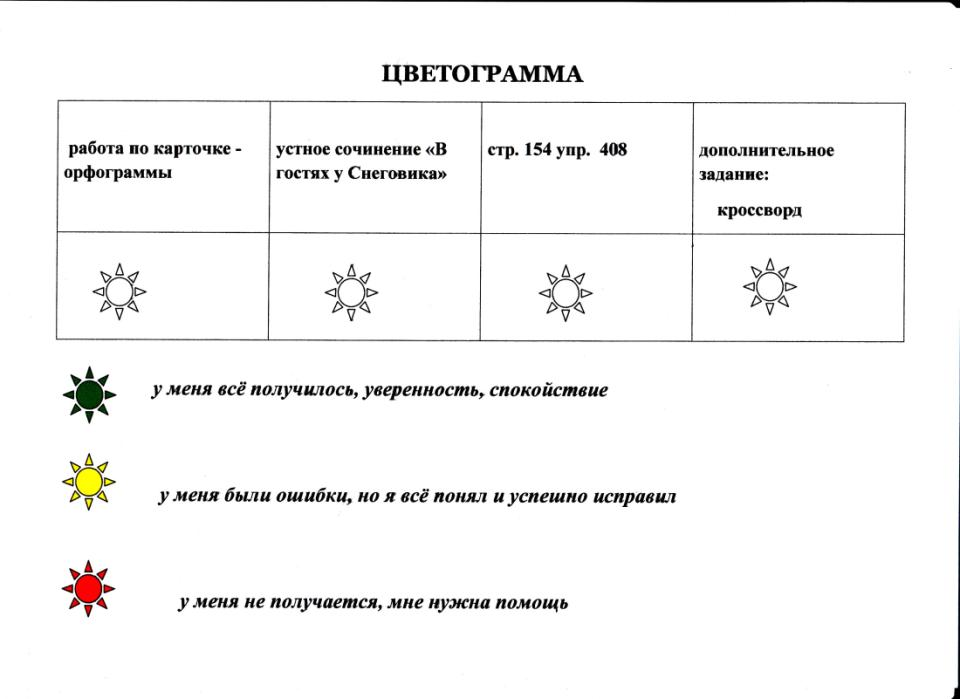 ЦВЕТОГРАММА
работа по карточке -
орфограммы
устное сочинение «В
гостях у Снеговика»
стр. 154 упр. 408
дополнительное
задание:
кроссворд
у меня всё получилось, уверенность, спокойствие
у меня были ошибки, но я всё понял и успешно исправил
у меня не получается, мне нужна помощь